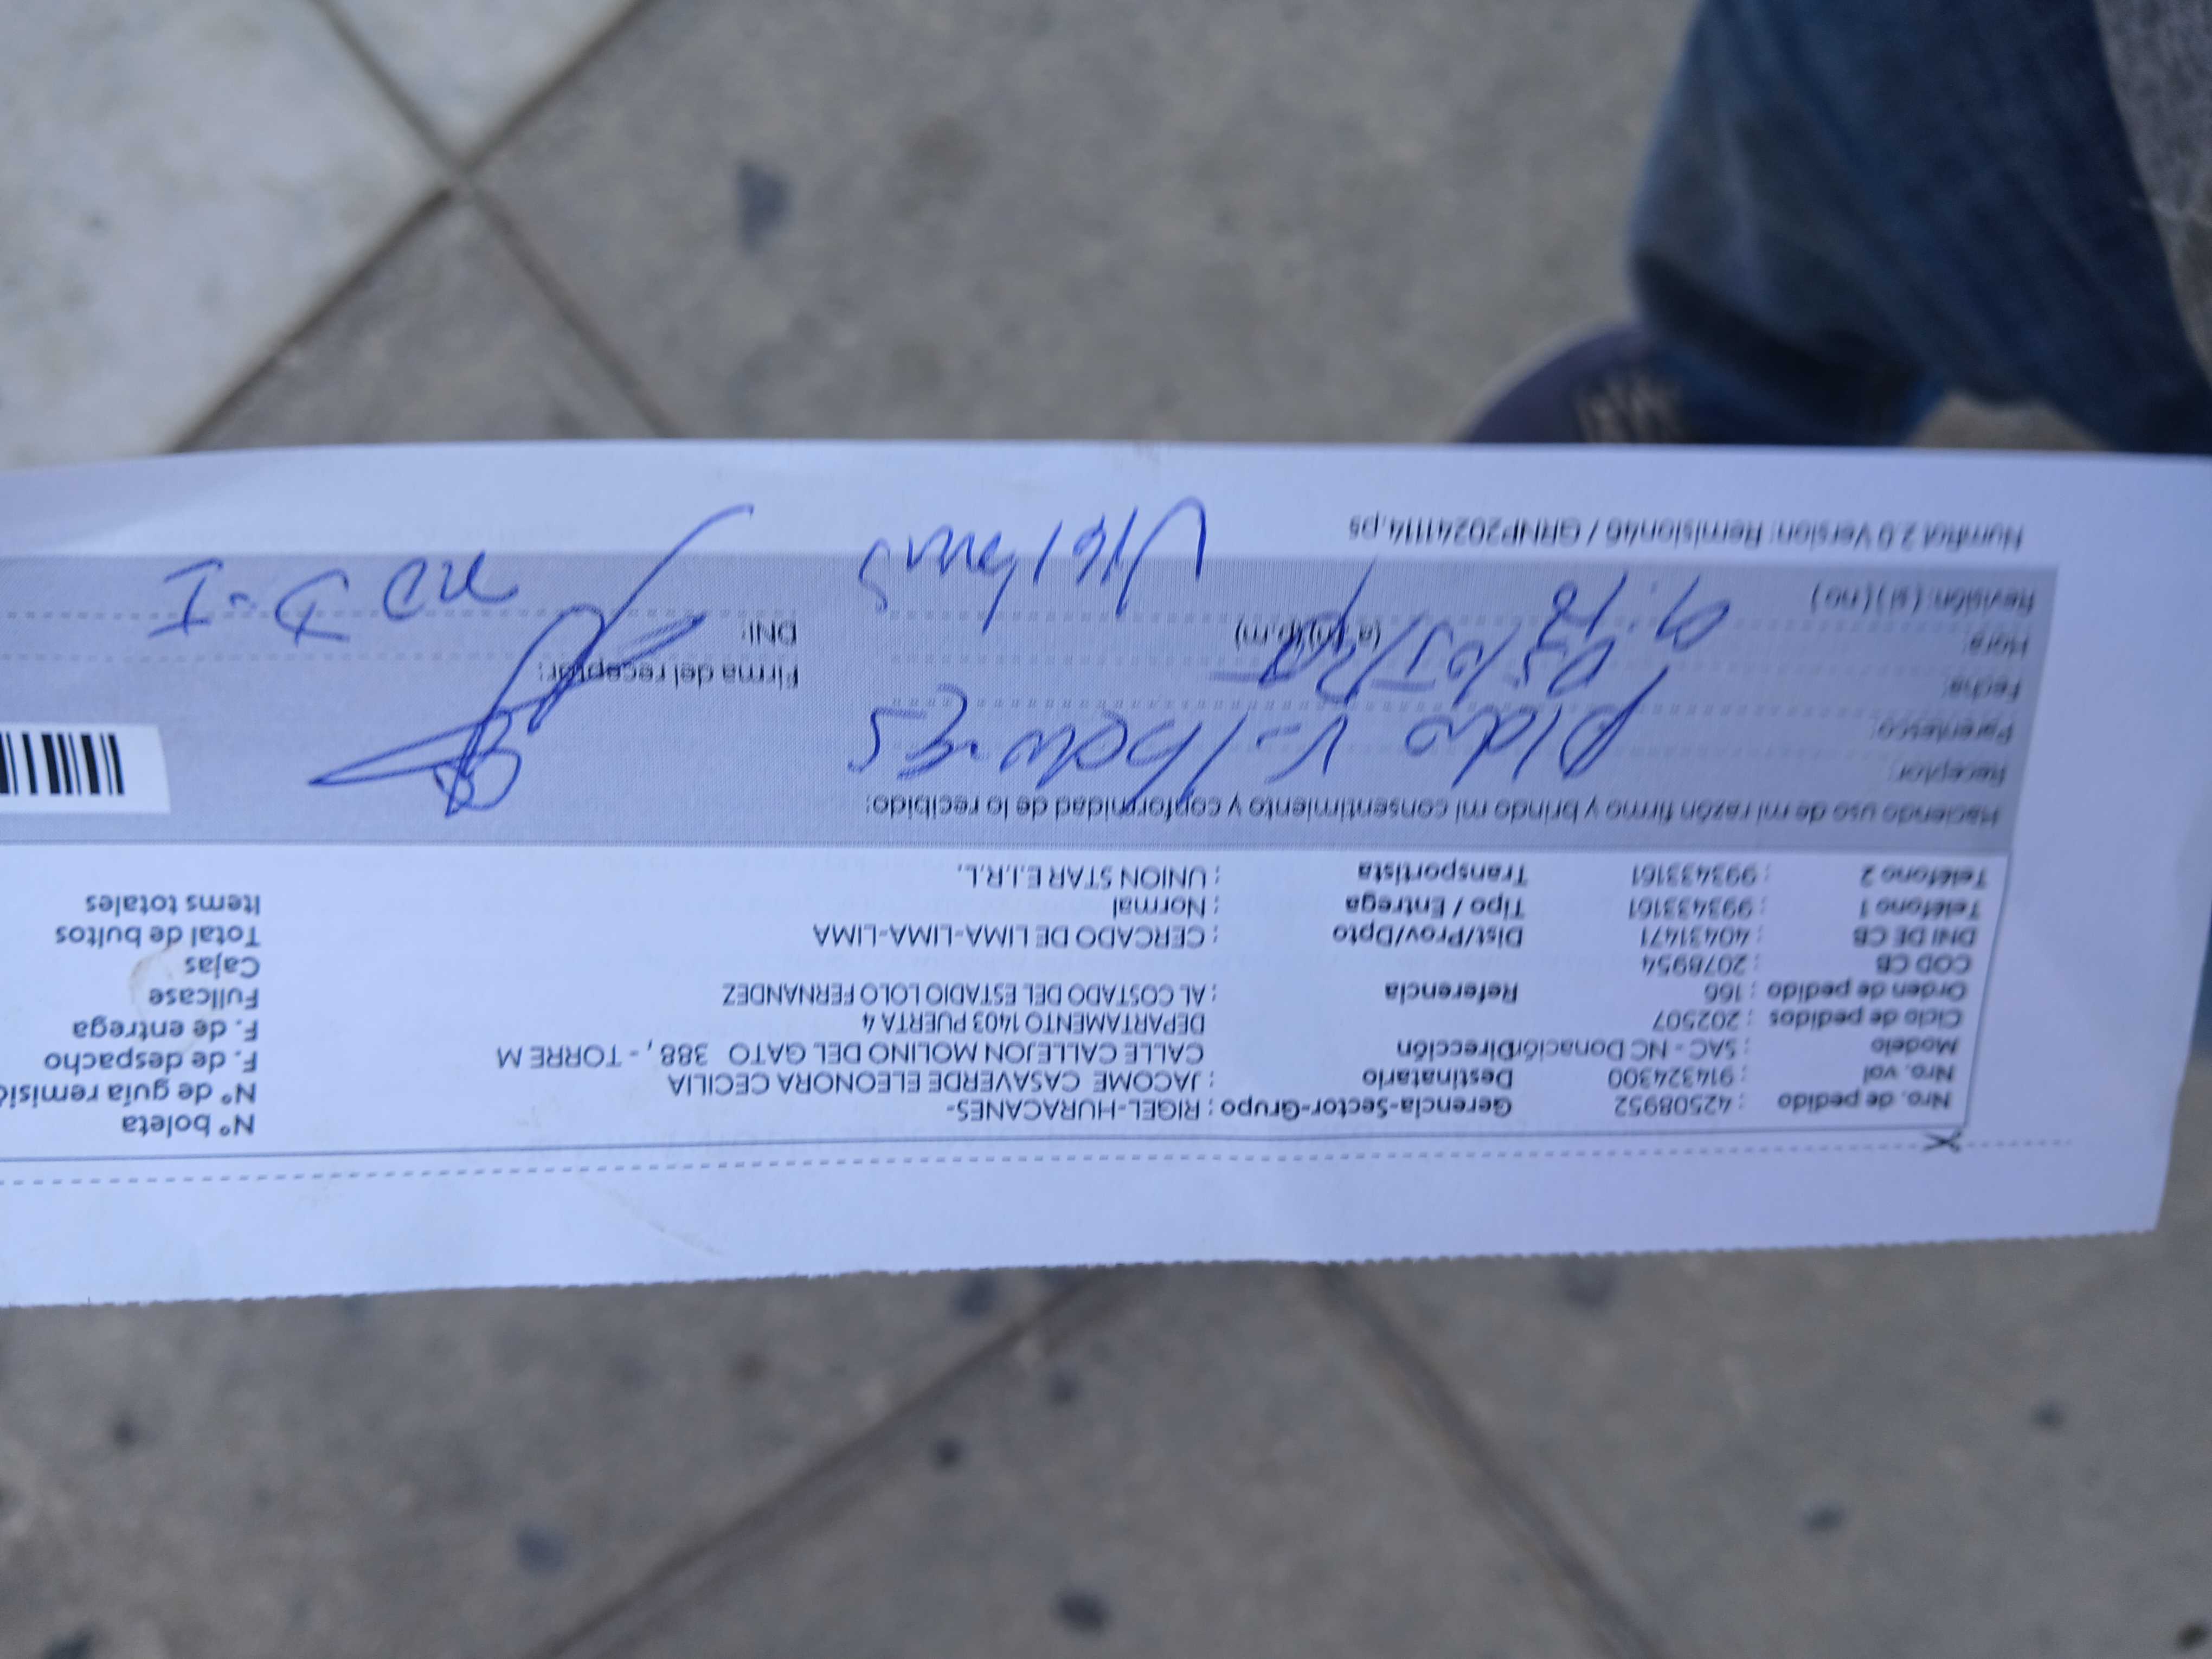 Nro. de pedido : 42508952 Gerencia-Sector-Grupo : RIGEL-HURACANES- N° boleta
Nro. vol : 914324300 Destinatario : JACOME CASAVERDE ELEONORA CECILIA N° de guía remisió
Modelo : SAC - NC Donación Dirección CALLE CALLEJON MOLINO DEL GATO 388 , - TORRE M F. de despacho
Ciclo de pedidos : 202507 DEPARTAMENTO 1403 PUERTA 4 F. de entrega
Orden de pedido : 166 Referencia : AL COSTADO DEL ESTADIO LOLO FERNANDEZ Fullcase
COD CB : 2078954 Cajas
DNI DE CB : 40431471 Dist/Prov/Dpto : CERCADO DE LIMA-LIMA-LIMA Total de bultos
Teléfono 1 : 993433161 Tipo / Entrega : Normal Items totales
Teléfono 2 : 993433161 Transportista : UNION STAR E.I.R.L.
Haciendo uso de mi razón firmo y brindo mi consentimiento y conformidad de lo recibido:
Receptor:
Parentesco:
Fecha: Firma del receptor:
Hora: 9:18 (a.m) (p.m) DNI:
Revisión: (si) (no)
NumRot 2.0 Version: Remision46 / GRNP20241114.ps